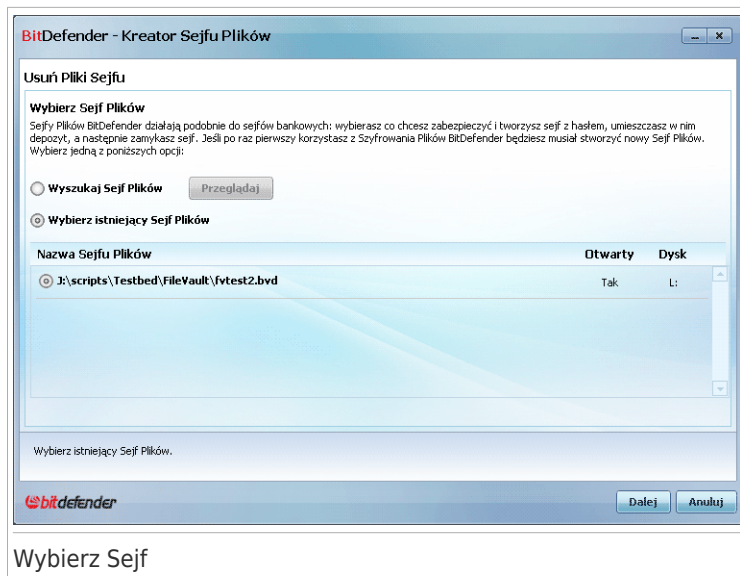 BitDefender - Kreator Sejfu Plików
Usuń Pliki Sejfu
Wybierz Sejf Plików
Sejfy Plików BitDefender działają podobnie do sejfów bankowych: wybierasz co chcesz zabezpieczyć i tworzysz sejf z hasłem, umieszczasz w nim
depozyt, a następnie zamykasz sejf. Jeśli po raz pierwszy korzystasz z Szyfrowania Plików BitDefender będziesz musiał stworzyć nowy Sejf Plików.
Wybierz jedną z poniższych opcji:
Wyszukaj Sejf Plików Przeglądaj
Wybierz istniejący Sejf Plików
Nazwa Sejfu Plików Otwarty Dysk
J:\scripts\Testbed\FileVault\fvtest2.bvd Tak L:
Wybierz istniejący Sejf Plików.
bitdefender Dalej Anuluj
Wybierz Sejf